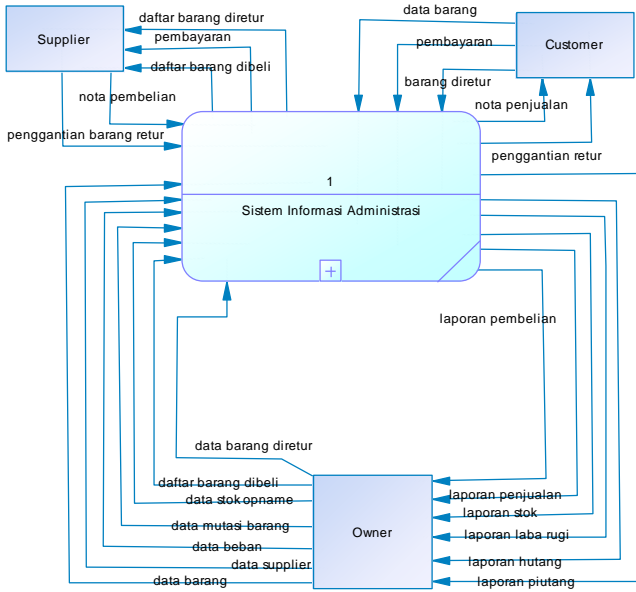 daftar barang diretur
data barang
Supplier
pembayaran
pembayaran
Customer
daftar barang dibeli
barang diretur
nota pembelian
nota penjualan
penggantian barang retur
penggantian retur
1
Sistem Informasi Administrasi
laporan pembelian
data barang diretur
daftar barang dibeli
laporan penjualan
data stok opname
laporan stok
data mutasi barang
Owner
laporan laba rugi
data beban
data supplier
laporan hutang
data barang
laporan piutang